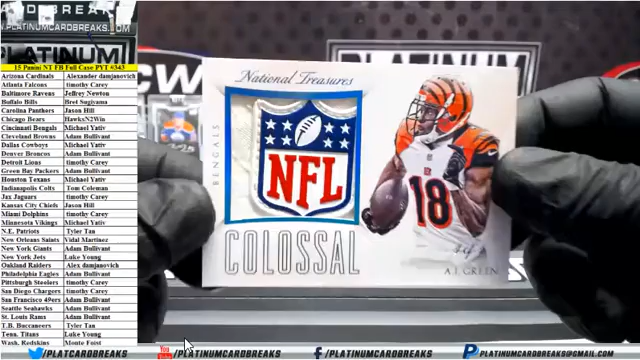 PLATINUMCARDBREAKS.COM
PLATINUM
15 Panini NT FB Full Case PYT #343
Arizona Cardinals Alexander damjanovich
Atlanta Falcons timothy Carey
Baltimore Ravens Jeffrey Newton
Buffalo Bills Bret Sugiyama
Carolina Panthers Jason Hill
Chicago Bears HawksN2Win
Cincinnati Bengals Michael Yativ
Cleveland Browns Adam Bullivant
Dallas Cowboys Michael Yativ
Denver Broncos Adam Bullivant
Detroit Lions timothy Carey
Green Bay Packers Adam Bullivant
Houston Texans Michael Yativ
Indianapolis Colts Tom Coleman
Jax Jaguars timothy Carey
Kansas City Chiefs Jason Hill
Miami Dolphins timothy Carey
Minnesota Vikings Michael Yativ
N.E. Patriots Tyler Tan
New Orleans Saints Vidal Martinez
New York Giants Adam Bullivant
New York Jets Luke Young
Oakland Raiders Alex damjanovich
Philadelphia Eagles Adam Bullivant
Pittsburgh Steelers timothy Carey
San Diego Chargers timothy Carey
San Francisco 49ers Adam Bullivant
Seattle Seahawks Adam Bullivant
St. Louis Rams Adam Bullivant
T.B. Buccaneers Tyler Tan
Tenn. Titans Luke Young
Wash. Redskins Monte Foist
PLATINUM
National Treasures
BENGALS
NFL
COLOSSAL
18
A.J. GREEN
/PLATCARDBREAKS
/PLATINUMCARDBREAKS
/PLATINUMCARDBREAKS
/PLATINUMCARDBREAKS@GMAIL.COM